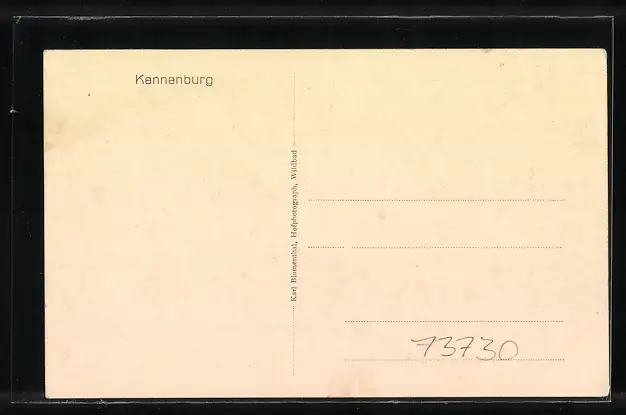 Kennenburg
Karl Blumenthal, Hofphotograph, Wildbad
73730